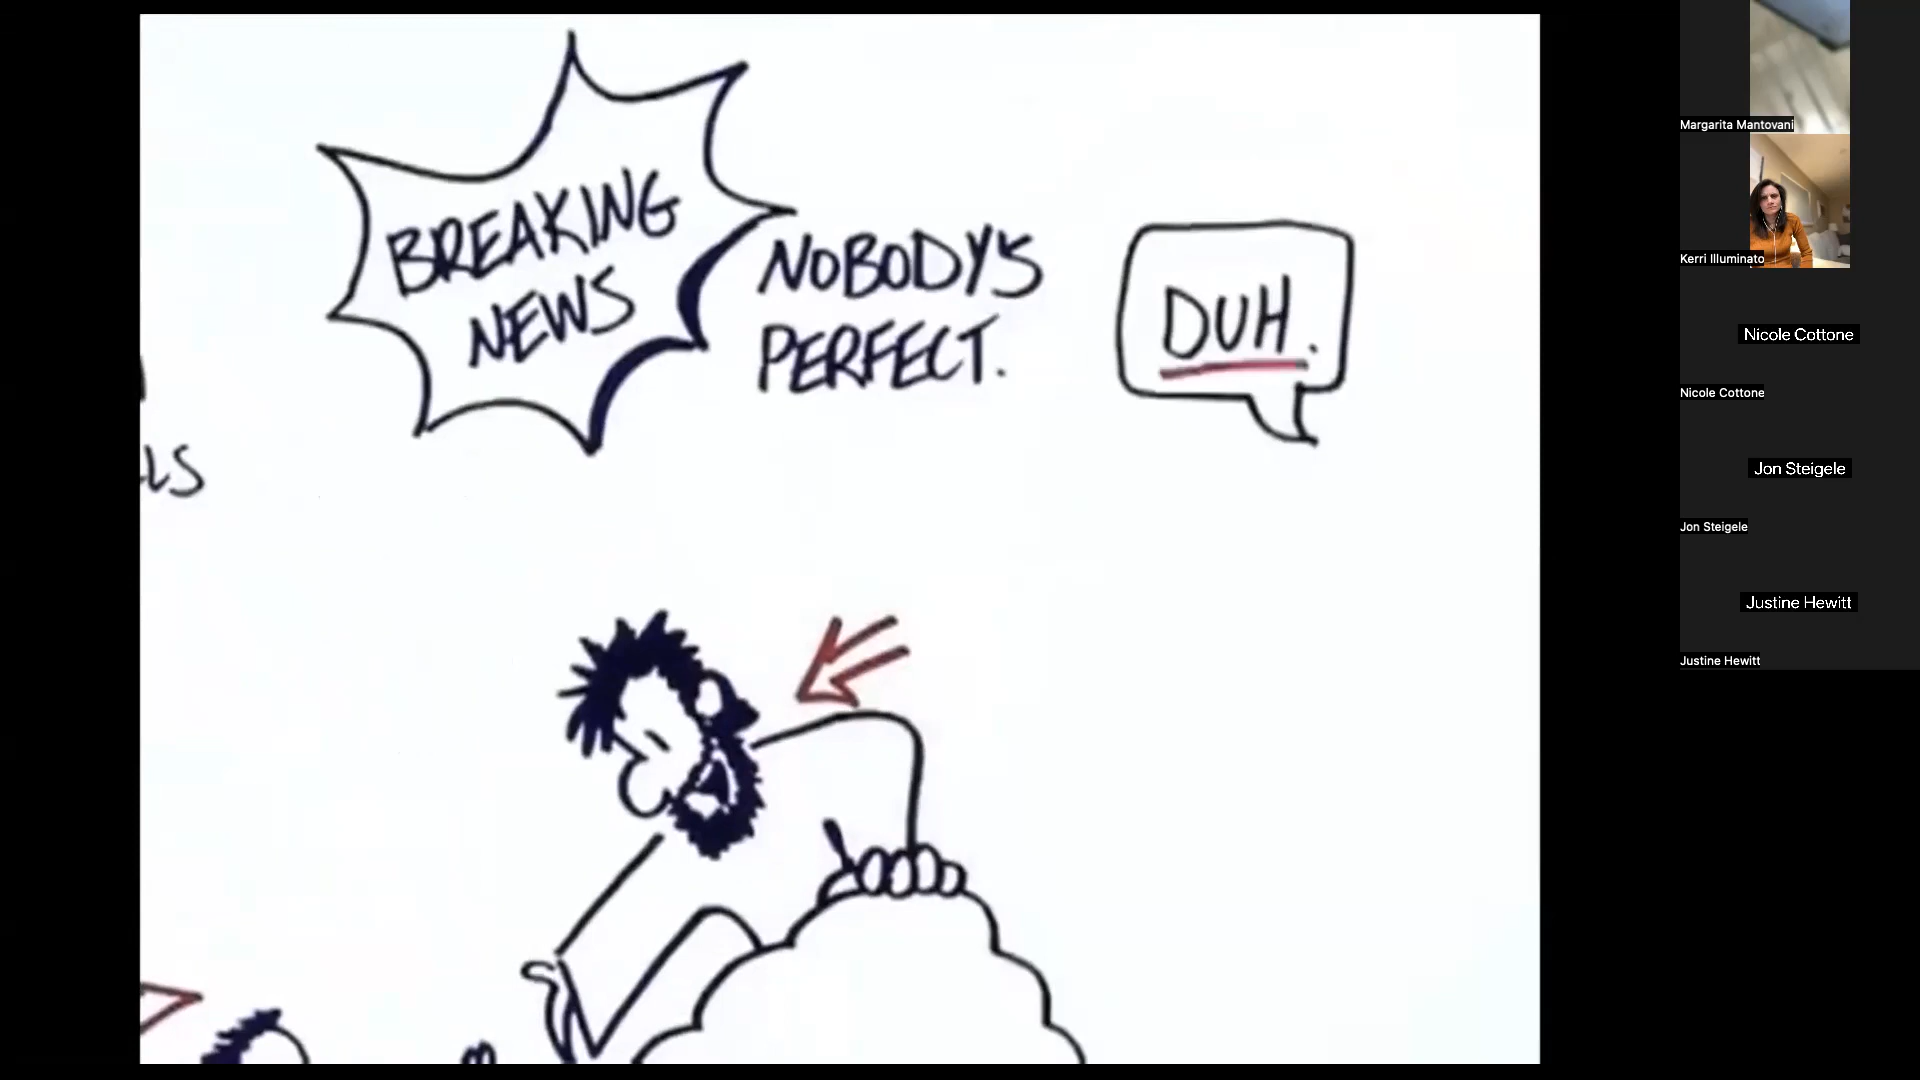 BREAKING
NEWS
NOBODY'S
PERFECT.
DUH.
LS
Margarita Mantovani
Kerri Illuminato
Nicole Cottone
Nicole Cottone
Jon Steigele
Jon Steigele
Justine Hewitt
Justine Hewitt